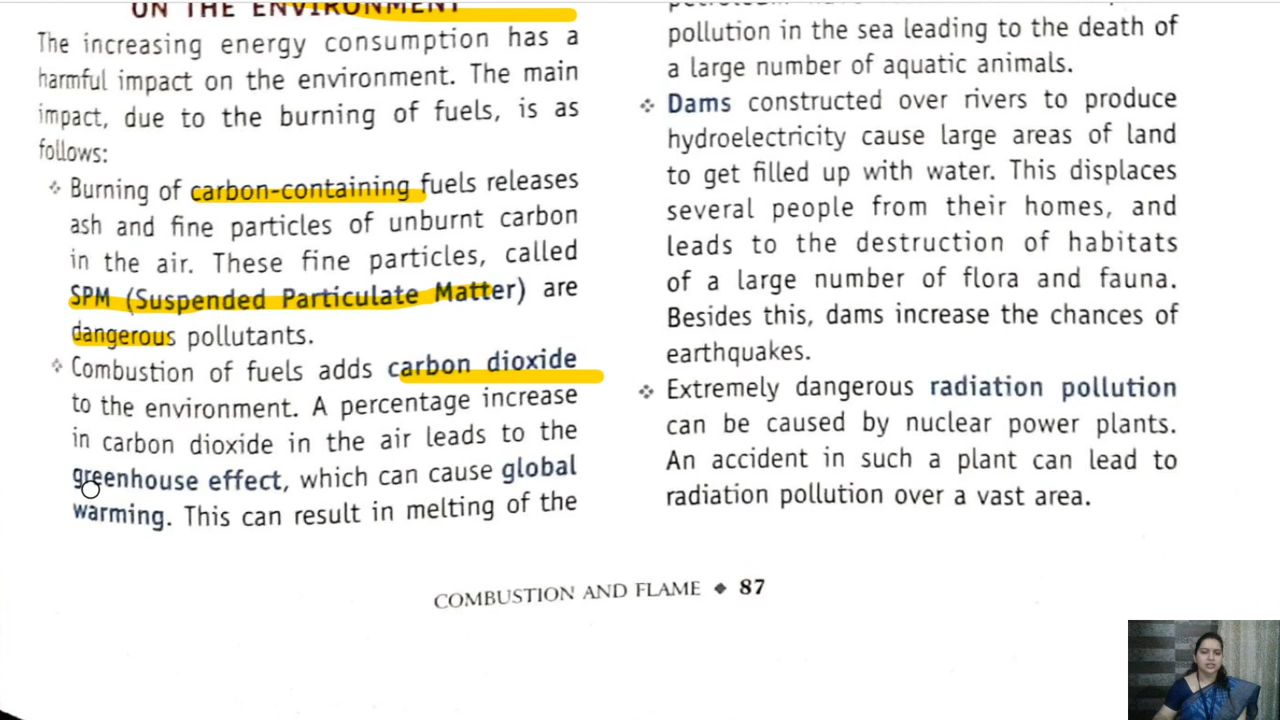 ON THE ENVIRONMENT
The increasing energy consumption has a
harmful impact on the environment. The main
impact, due to the burning of fuels, is as
follows:
❖ Burning of carbon-containing fuels releases
ash and fine particles of unburnt carbon
in the air. These fine particles, called
SPM (Suspended Particulate Matter) are
dangerous pollutants.
❖ Combustion of fuels adds carbon dioxide
to the environment. A percentage increase
in carbon dioxide in the air leads to the
greenhouse effect, which can cause global
warming. This can result in melting of the
pollution in the sea leading to the death of
a large number of aquatic animals.
❖ Dams constructed over rivers to produce
hydroelectricity cause large areas of land
to get filled up with water. This displaces
several people from their homes, and
leads to the destruction of habitats
of a large number of flora and fauna.
Besides this, dams increase the chances of
earthquakes.
❖ Extremely dangerous radiation pollution
can be caused by nuclear power plants.
An accident in such a plant can lead to
radiation pollution over a vast area.
COMBUSTION AND FLAME ◆ 87